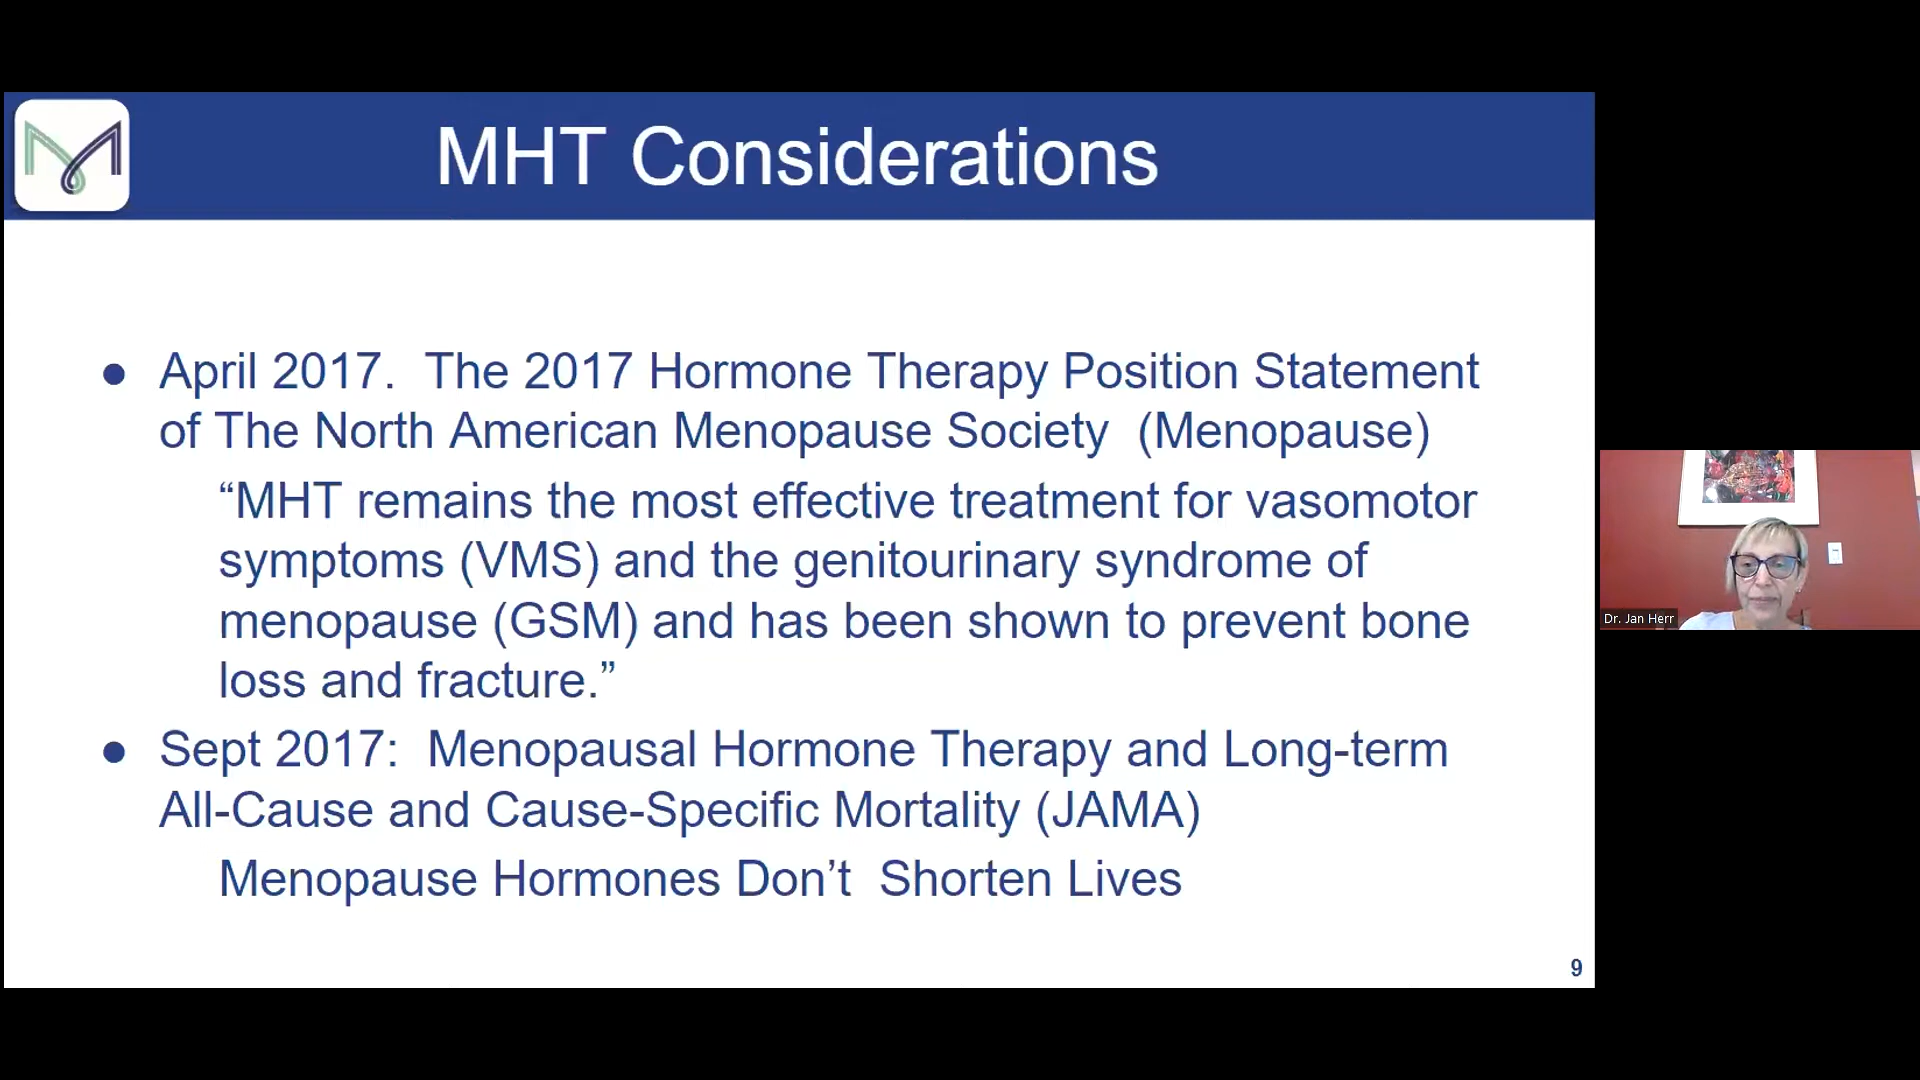 MHT Considerations
● April 2017.  The 2017 Hormone Therapy Position Statement
of The North American Menopause Society  (Menopause)
“MHT remains the most effective treatment for vasomotor
symptoms (VMS) and the genitourinary syndrome of
menopause (GSM) and has been shown to prevent bone
loss and fracture.”
● Sept 2017:  Menopausal Hormone Therapy and Long-term
All-Cause and Cause-Specific Mortality (JAMA)
Menopause Hormones Don’t  Shorten Lives
9
Dr. Jan Herr